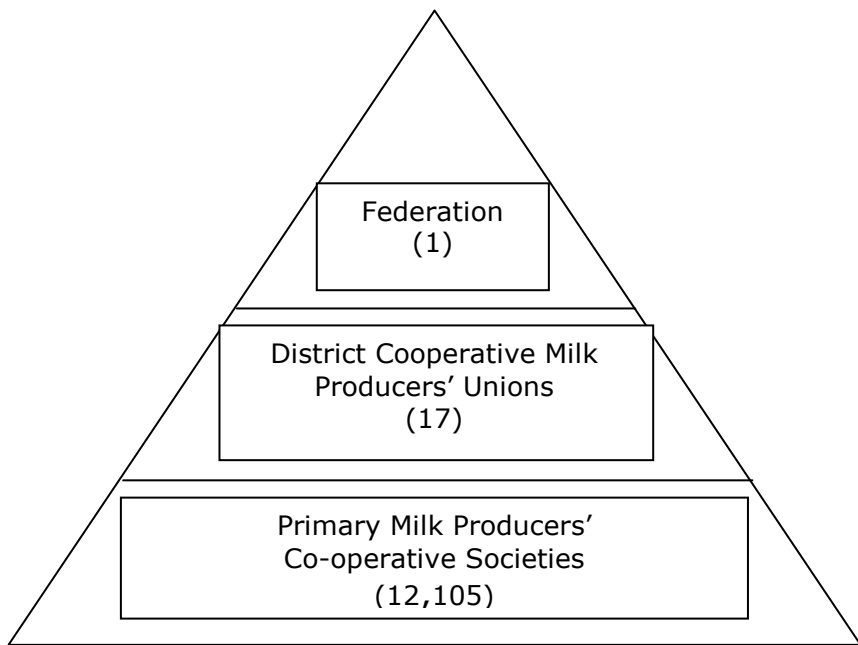 Federation
(1)
District Cooperative Milk
Producers’ Unions
(17)
Primary Milk Producers’
Co-operative Societies
(12,105)